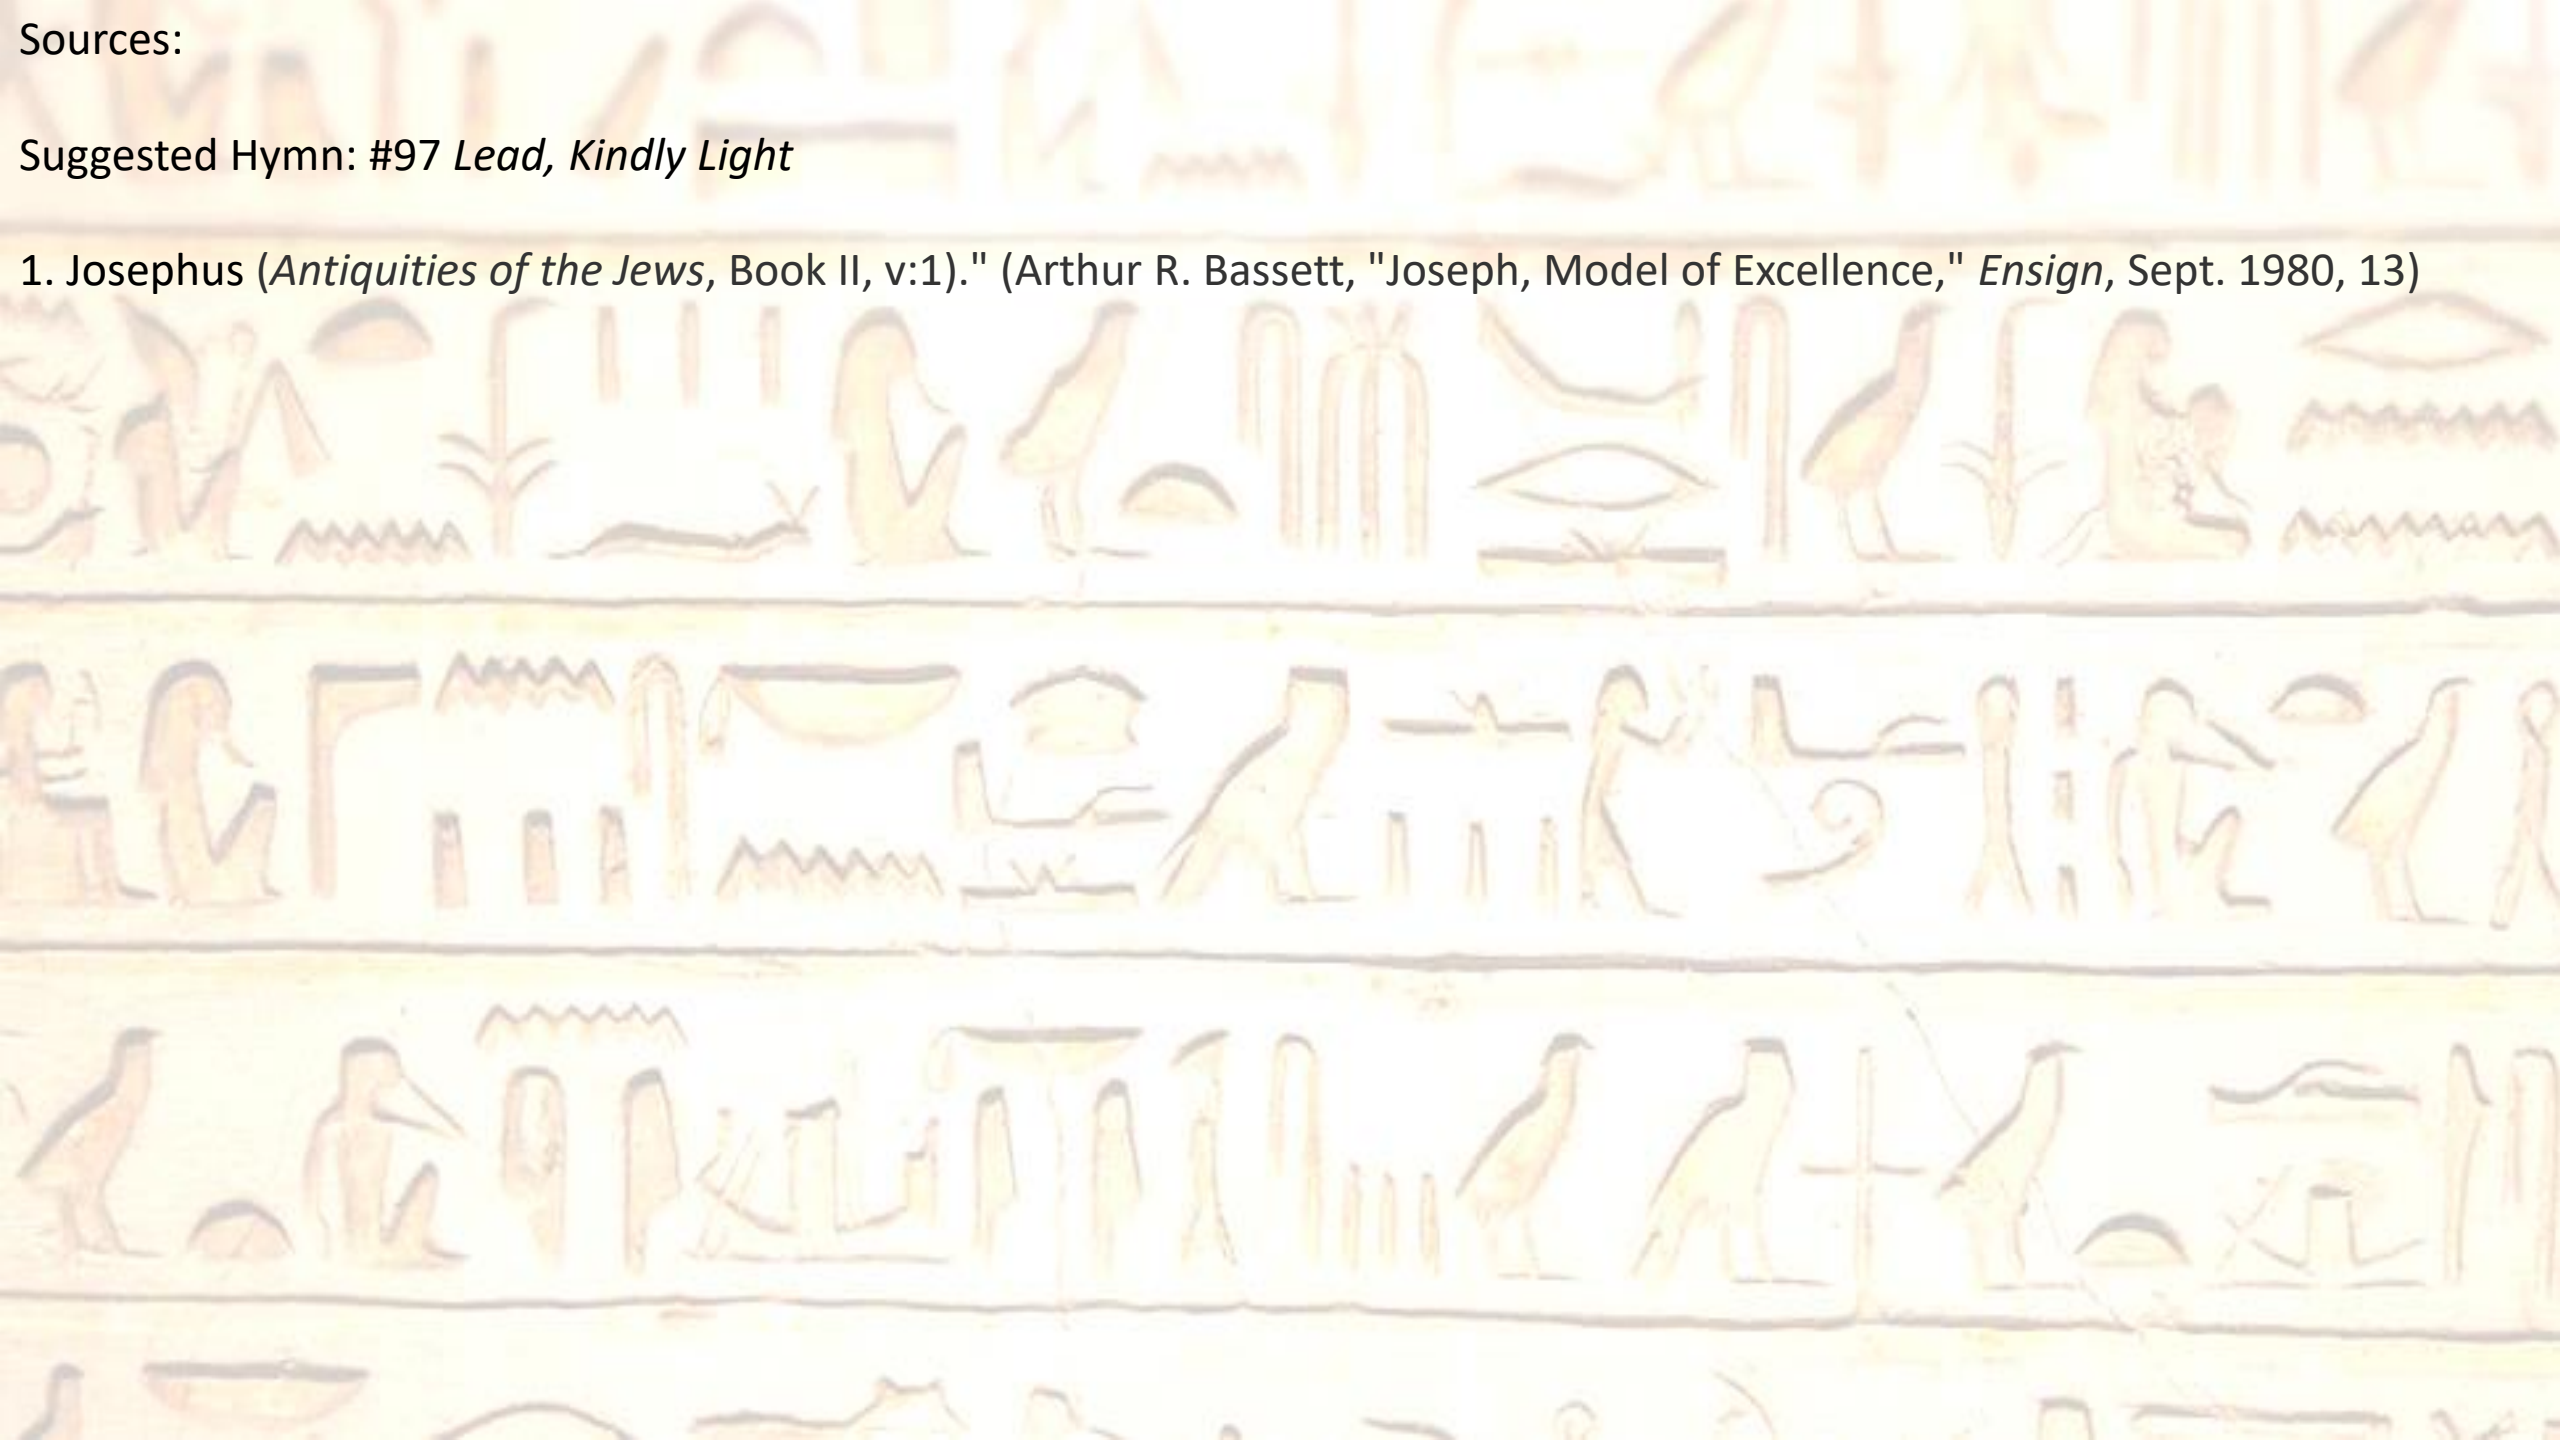 Sources:
Suggested Hymn: #97 Lead, Kindly Light
1. Josephus (Antiquities of the Jews, Book II, v:1)." (Arthur R. Bassett, "Joseph, Model of Excellence," Ensign, Sept. 1980, 13)